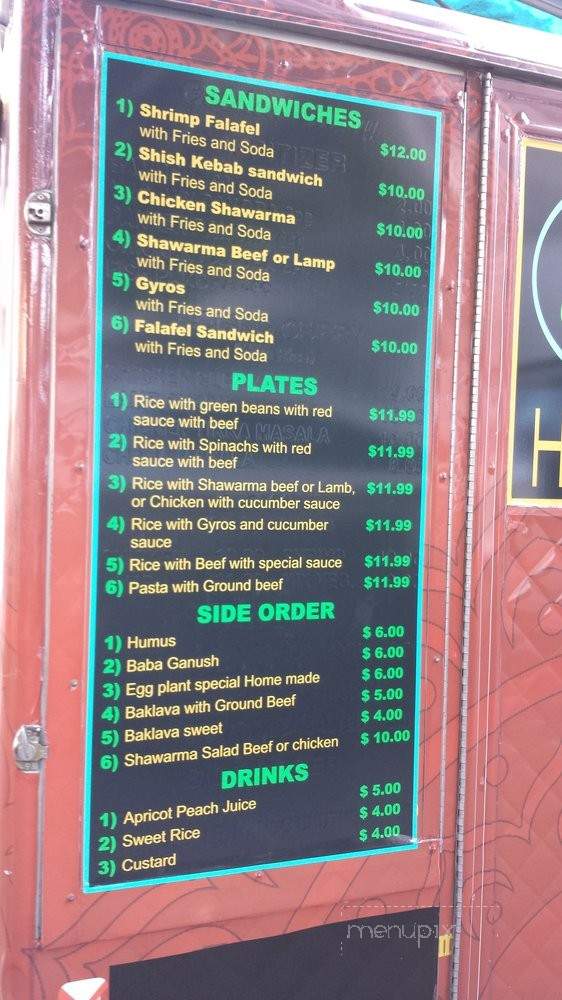 SANDWICHES
1) Shrimp Falafel
with Fries and Soda $12.00
2) Shish Kebab sandwich
with Fries and Soda $10.00
3) Chicken Shawarma
with Fries and Soda $10.00
4) Shawarma Beef or Lamp
with Fries and Soda $10.00
5) Gyros
with Fries and Soda $10.00
6) Falafel Sandwich
with Fries and Soda $10.00
PLATES
1) Rice with green beans with red $11.99
sauce with beef
2) Rice with Spinachs with red $11.99
sauce with beef
3) Rice with Shawarma beef or Lamb, $11.99
or Chicken with cucumber sauce
4) Rice with Gyros and cucumber $11.99
sauce
5) Rice with Beef with special sauce $11.99
6) Pasta with Ground beef $11.99
SIDE ORDER
1) Humus $ 6.00
2) Baba Ganush $ 6.00
3) Egg plant special Home made $ 6.00
4) Baklava with Ground Beef $ 5.00
5) Baklava sweet $ 4.00
6) Shawarma Salad Beef or chicken $ 10.00
DRINKS
1) Apricot Peach Juice $ 5.00
2) Sweet Rice $ 4.00
3) Custard $ 4.00
H
menupix